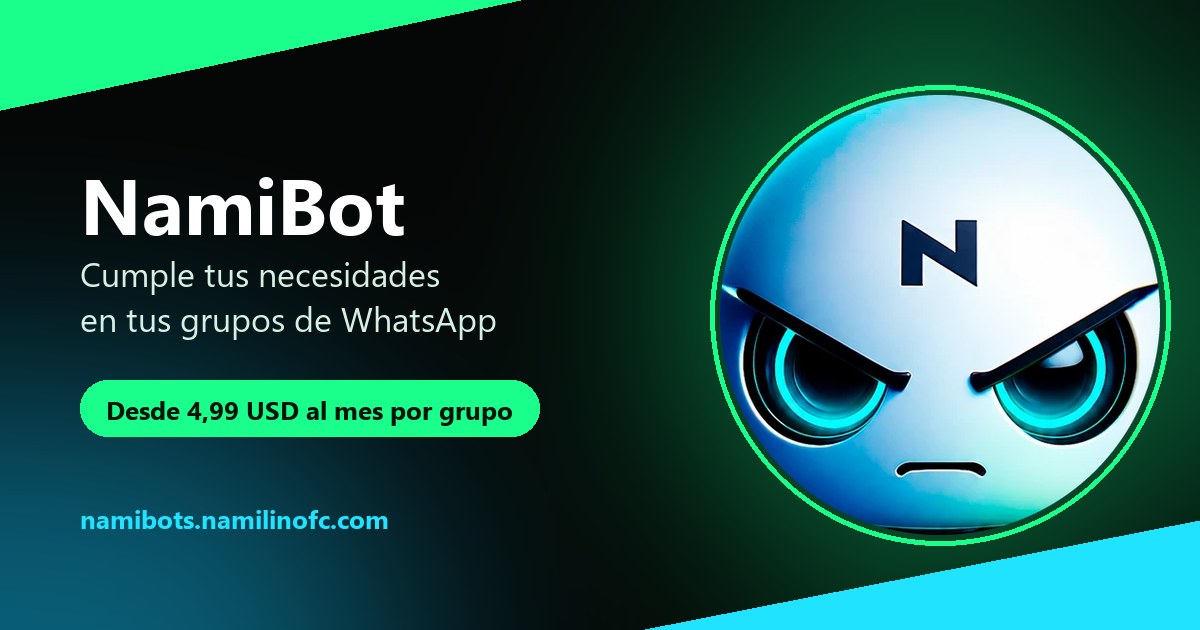 NamiBot
Cumple tus necesidades
en tus grupos de WhatsApp
Desde 4,99 USD al mes por grupo
namibots.namilinofc.com
N